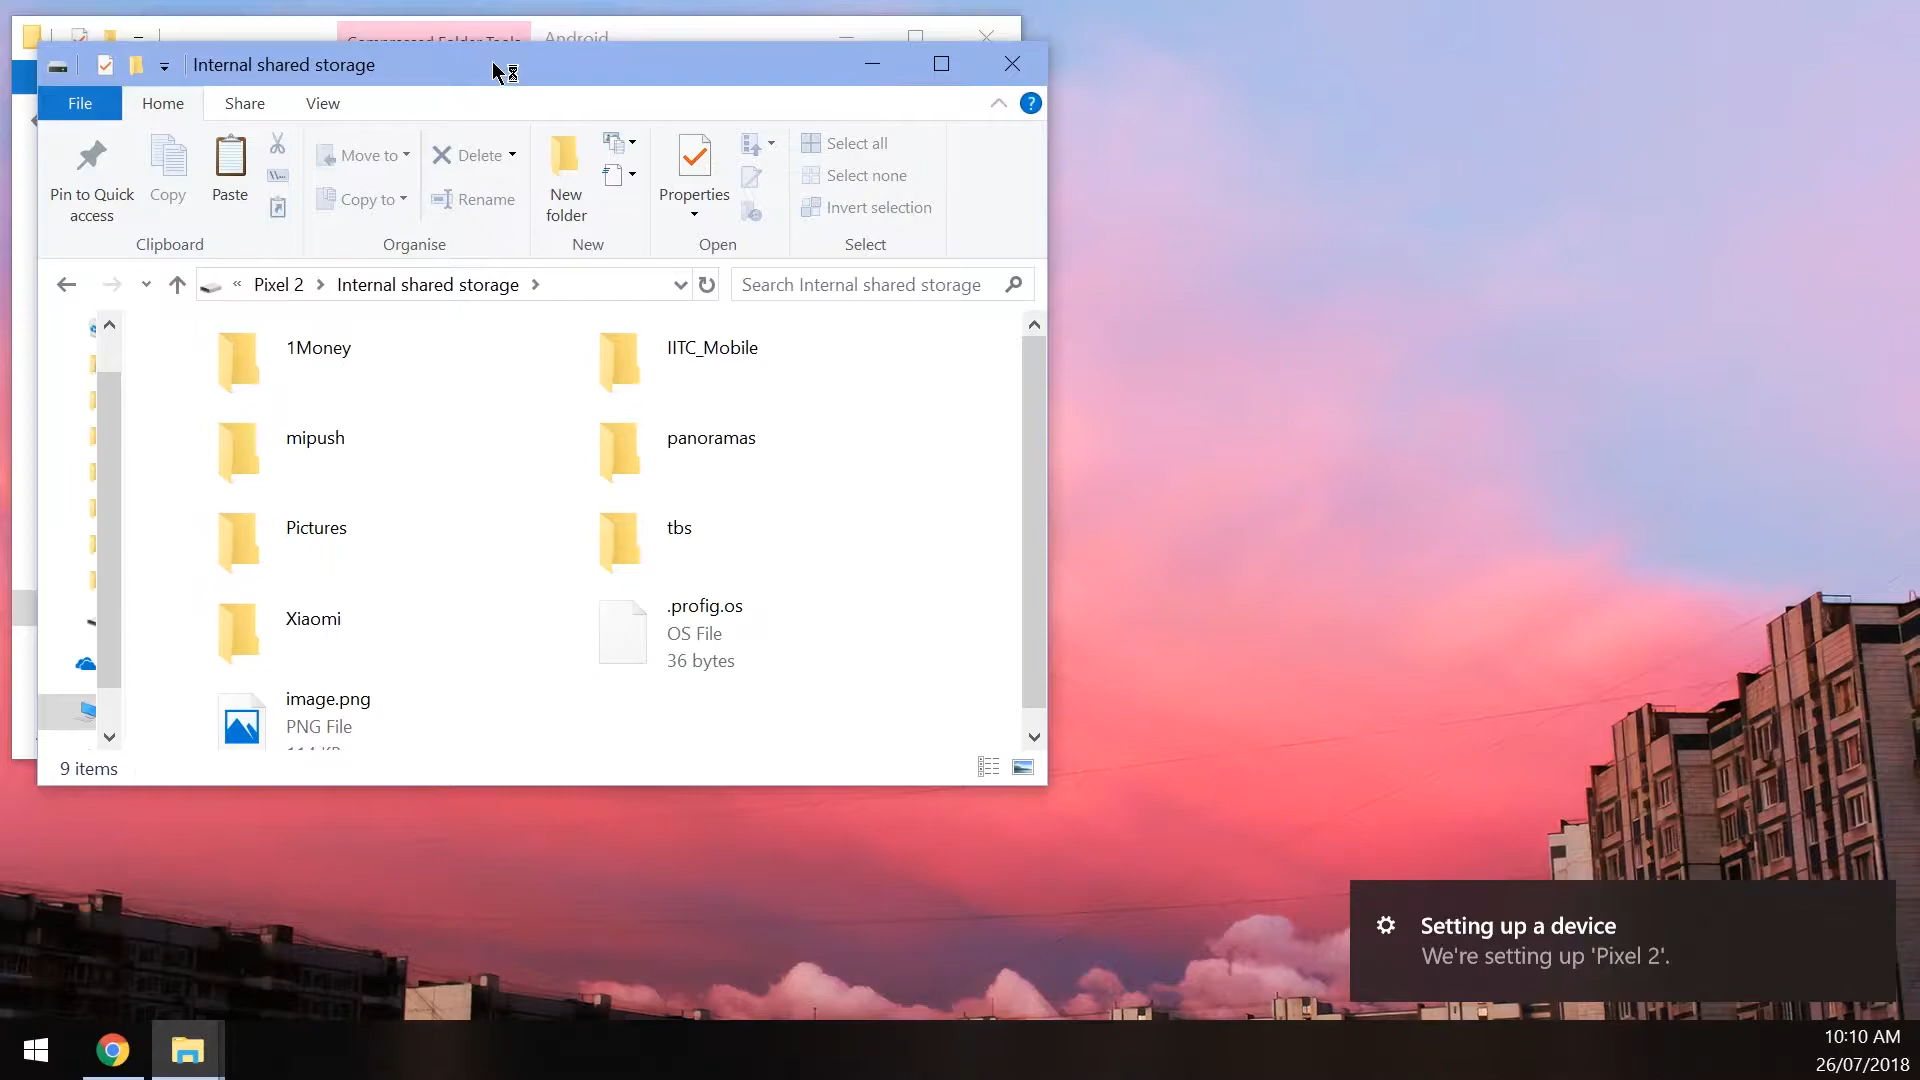 Compressed Folder Tools
Android
Internal shared storage
File
Home
Share
View
Pin to Quick access
Copy
Paste
Move to
Copy to
Delete
Rename
New folder
Properties
Select all
Select none
Invert selection
Clipboard
Organise
New
Open
Select
« Pixel 2 > Internal shared storage >
Search Internal shared storage
1Money
IITC_Mobile
mipush
panoramas
Pictures
tbs
Xiaomi
.profig.os
OS File
36 bytes
image.png
PNG File
9 items
Setting up a device
We're setting up 'Pixel 2'.
10:10 AM
26/07/2018